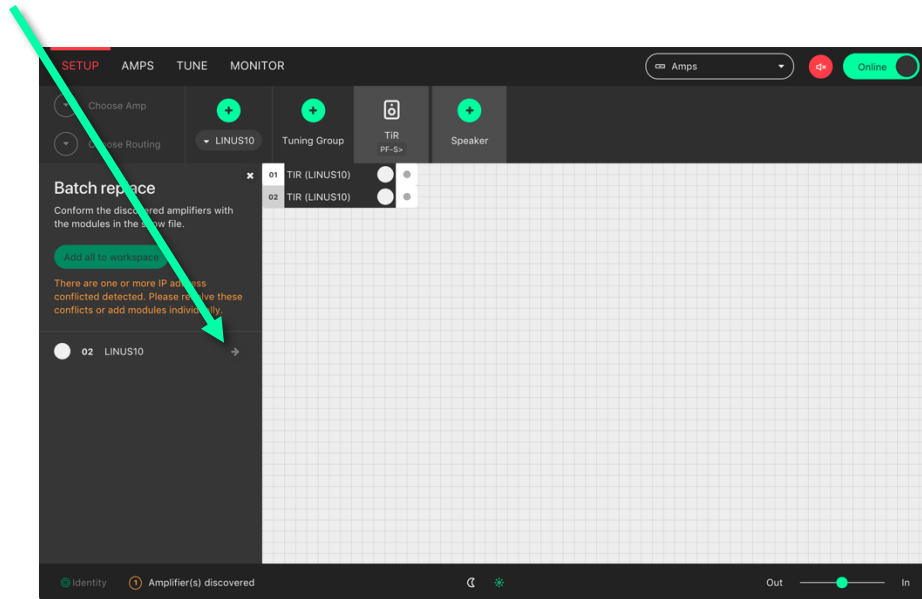 SETUP AMPS TUNE MONITOR Amps Online
Choose Amp
Choose Routing
LINUS10
Tuning Group
TiR
PF-S>
Speaker
Batch replace
Conform the discovered amplifiers with
the modules in the show file.
Add all to workspace
There are one or more IP address
conflicted detected. Please resolve these
conflicts or add modules individually.
02 LINUS10
01 TIR (LINUS10)
02 TIR (LINUS10)
Identity 1 Amplifier(s) discovered Out In